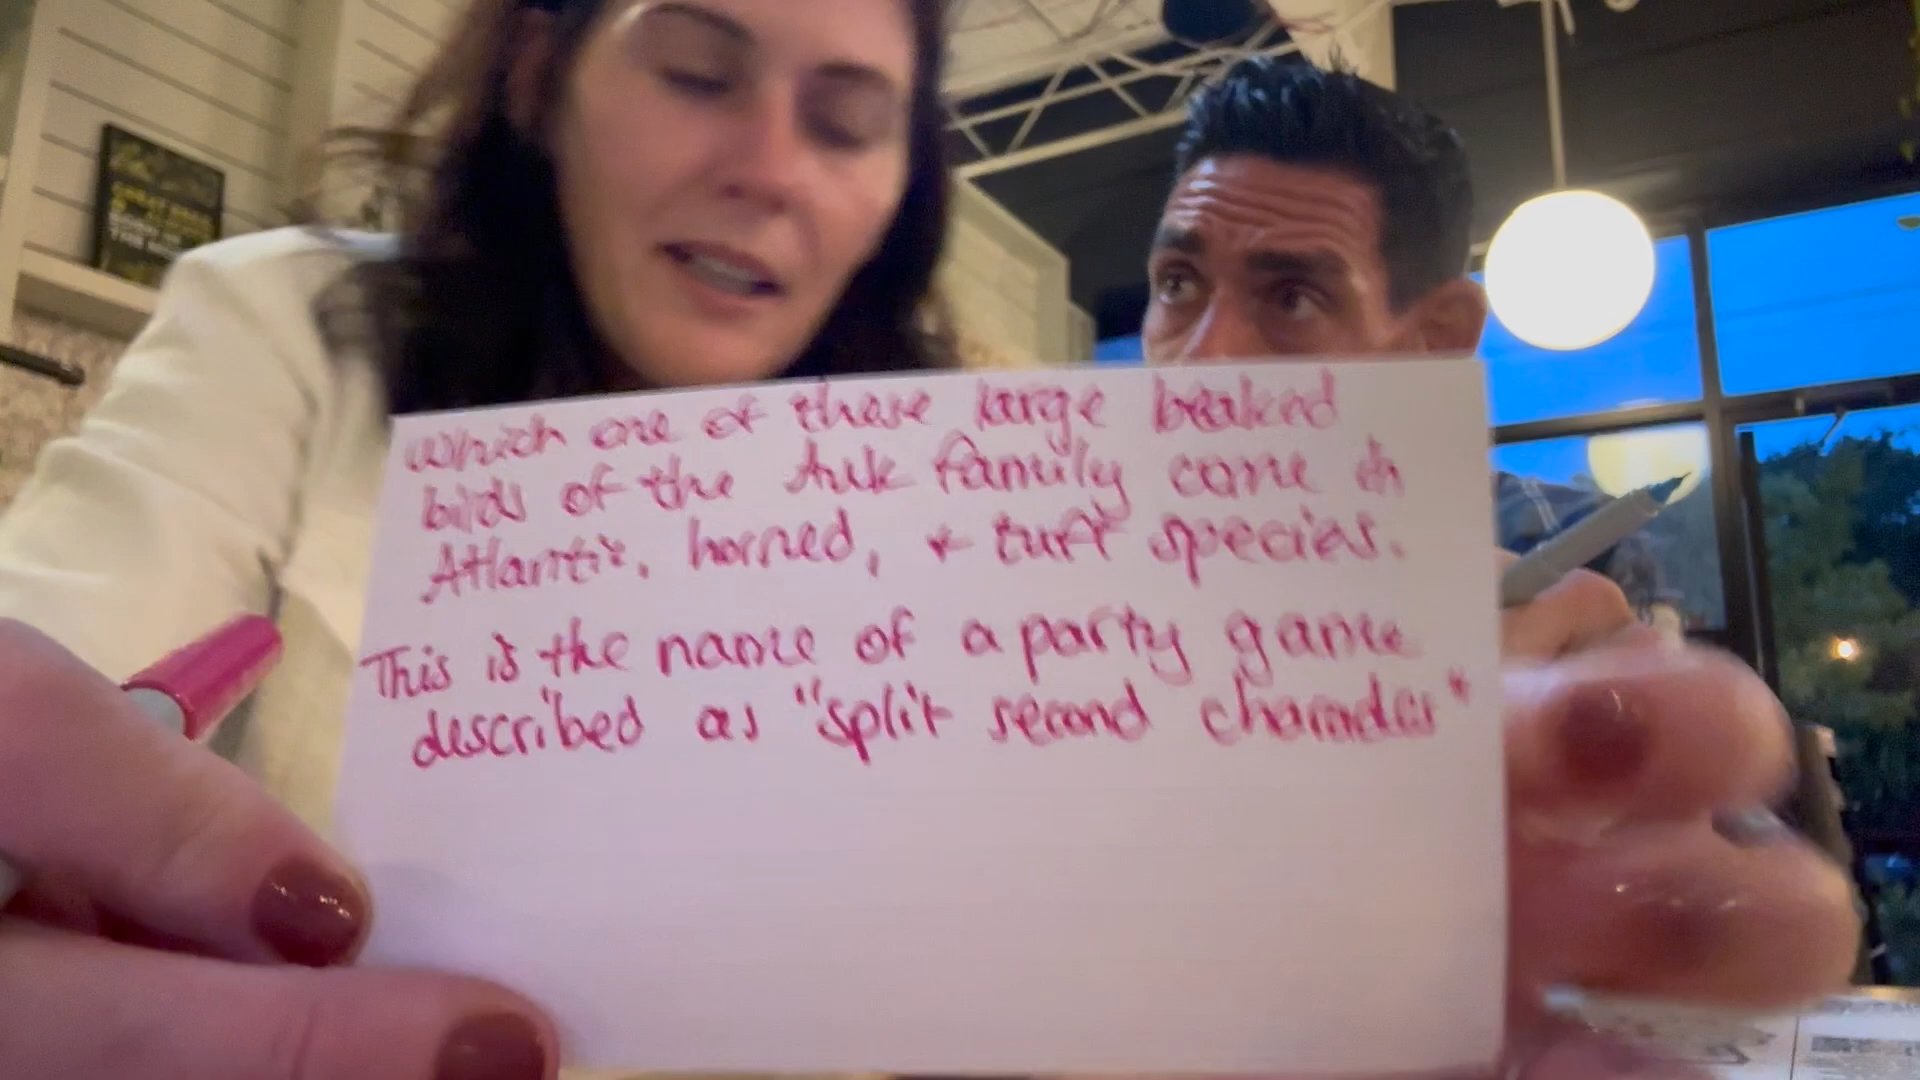 Which one of these large beaked
birds of the Auk family come in
Atlantic, horned, + tuft species.
This is the name of a party game
described as "split second charades"